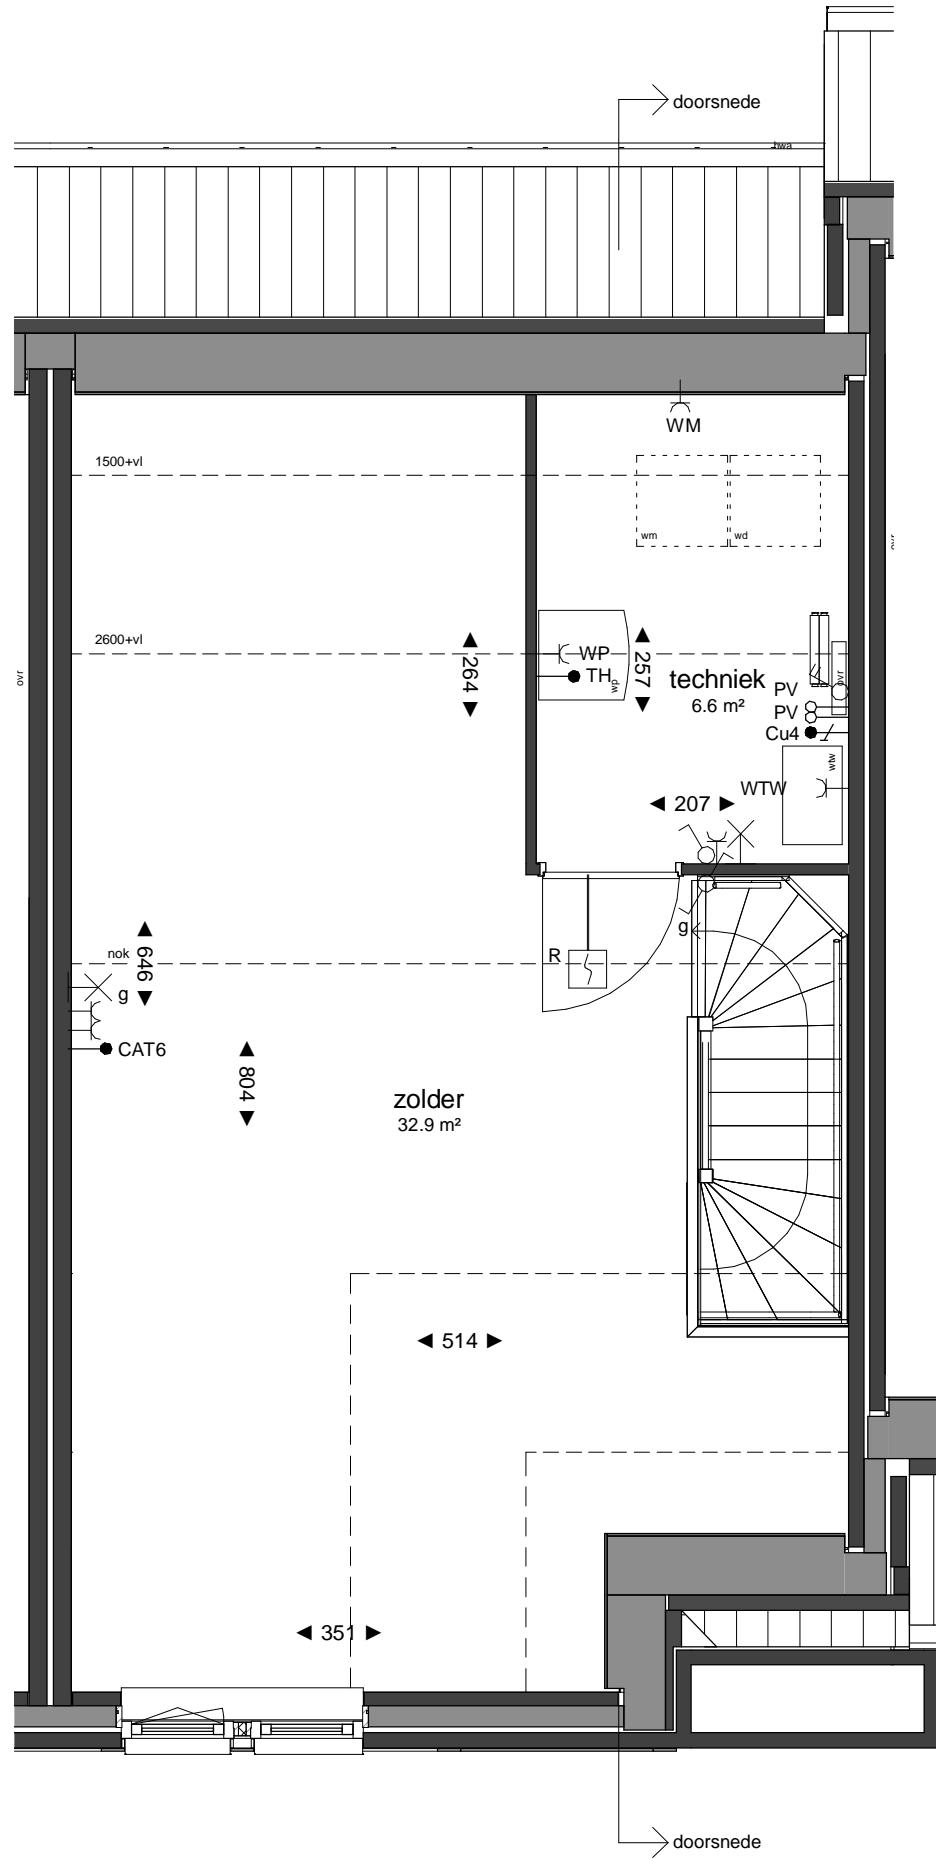 doorsnede
hwa
WM
1500+vl
wm
wd
ovr
2600+vl
264
WP
TH
wp
257
techniek
6.6 m²
PV
PV
Cu4
ovr
ovr
WTW
wtw
207
g
nok
646
g
R
CAT6
804
zolder
32.9 m²
514
351
doorsnede